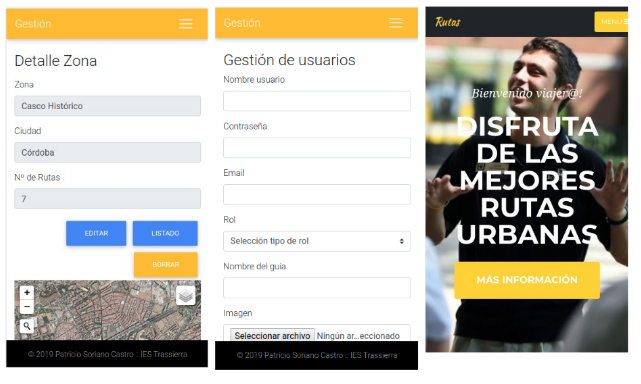 Gestión
Detalle Zona
Zona
Casco Histórico
Ciudad
Córdoba
Nº de Rutas
7
EDITAR
LISTADO
BORRAR
+
−
© 2019 Patricio Soriano Castro :: IES Trassierra
Gestión
Gestión de usuarios
Nombre usuario
Contraseña
Email
Rol
Selección tipo de rol
Nombre del guía
Imagen
Seleccionar archivo Ningún ar...eccionado
© 2019 Patricio Soriano Castro :: IES Trassierra
Rutas
MENU
Bienvenido viajer@!
DISFRUTA
DE LAS
MEJORES
RUTAS
URBANAS
MÁS INFORMACIÓN